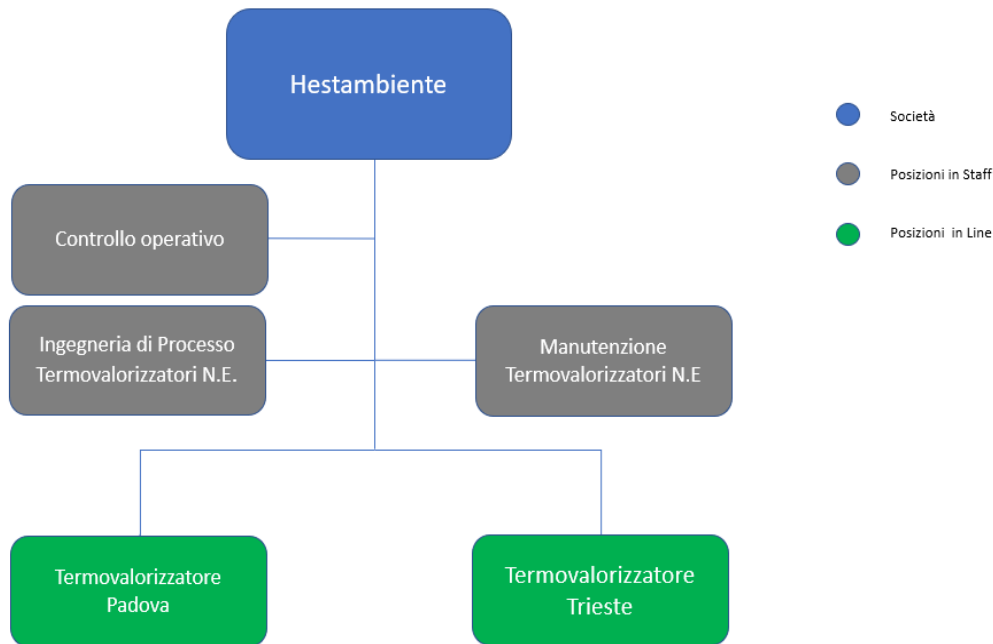 Hestambiente
Società
Posizioni in Staff
Posizioni in Line
Controllo operativo
Ingegneria di Processo
Termovalorizzatori N.E.
Manutenzione
Termovalorizzatori N.E
Termovalorizzatore
Padova
Termovalorizzatore
Trieste